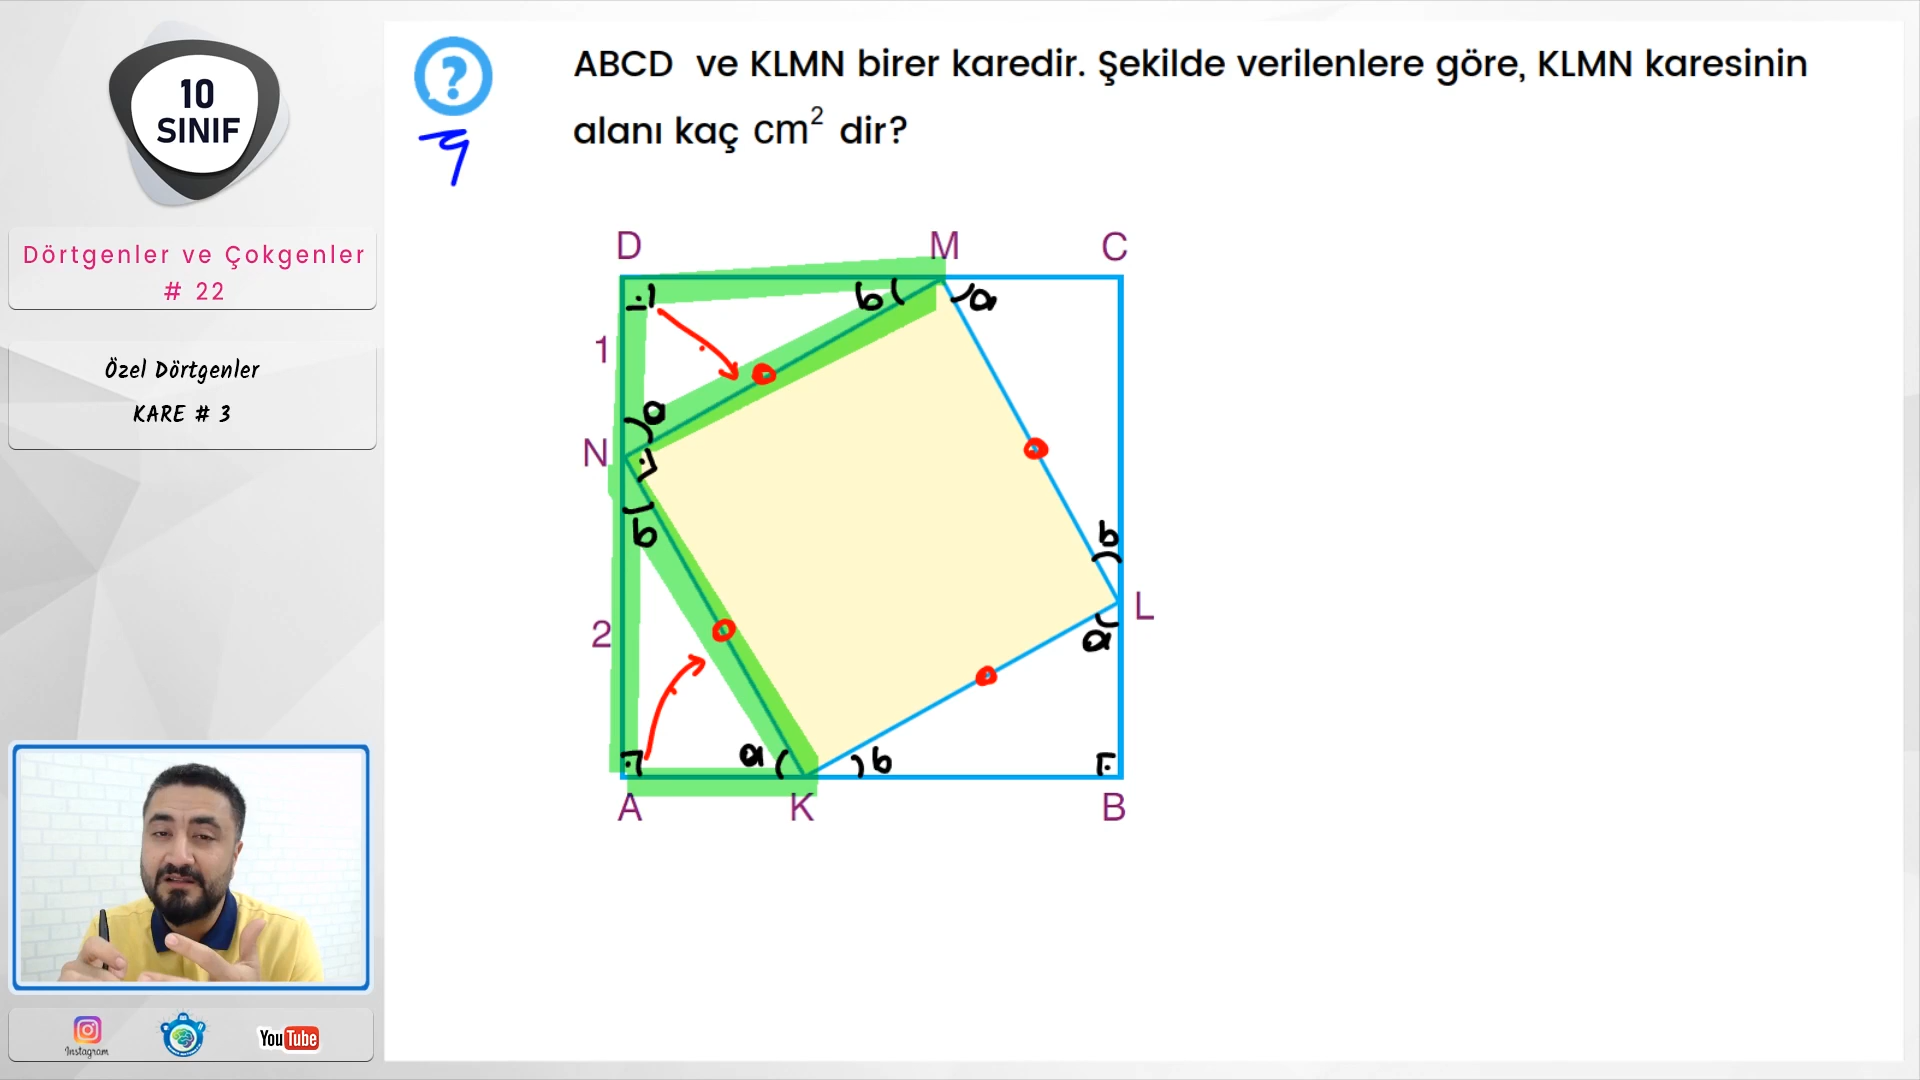 10
SINIF
Dörtgenler ve Çokgenler
# 22
Özel Dörtgenler
KARE # 3
Instagram
YouTube
?
ABCD ve KLMN birer karedir. Şekilde verilenlere göre, KLMN karesinin
alanı kaç cm² dir?
D M C
b a
1
a
N
b
b
2
L
a
a b
A K B